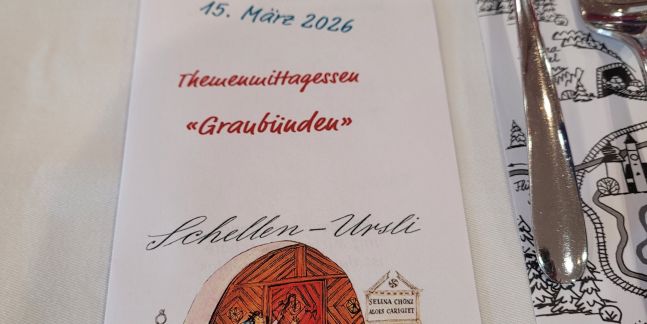 15. März 2026
Themenmittagessen
«Graubünden»
Schellen-Ursli
SELINA CHÖNZ
ALOIS CARIGIET